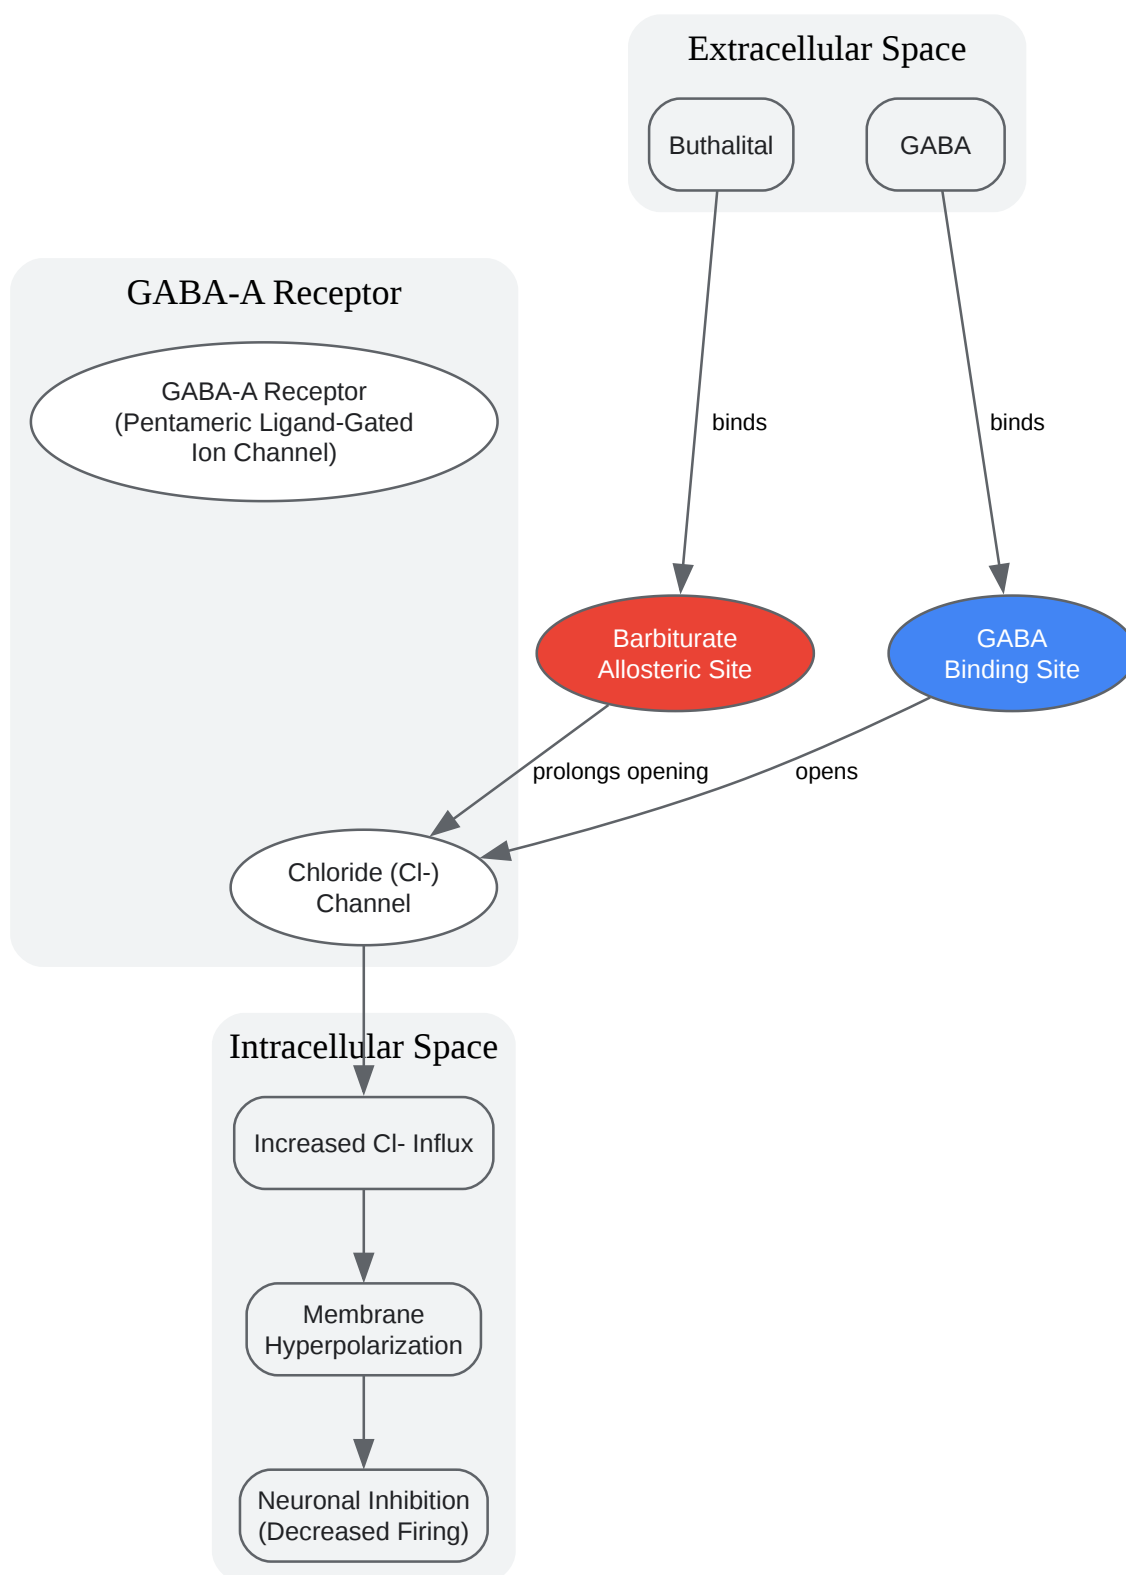 Extracellular Space
Buthalital
GABA
GABA-A Receptor
GABA-A Receptor
(Pentameric Ligand-Gated
Ion Channel)
binds
binds
Barbiturate
Allosteric Site
GABA
Binding Site
prolongs opening
opens
Chloride (Cl-)
Channel
Intracellular Space
Increased Cl- Influx
Membrane
Hyperpolarization
Neuronal Inhibition
(Decreased Firing)